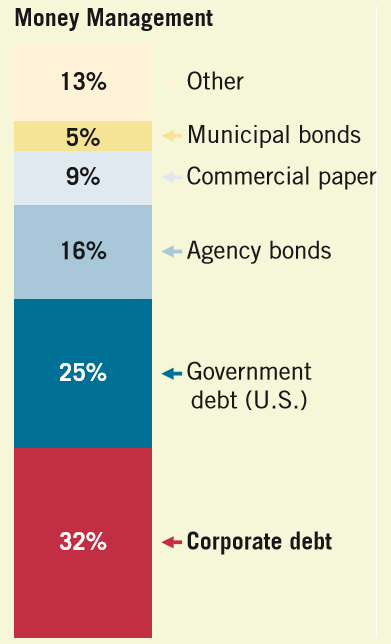 Money Management
13% Other
5% Municipal bonds
9% Commercial paper
16% Agency bonds
25% Government
debt (U.S.)
32% Corporate debt